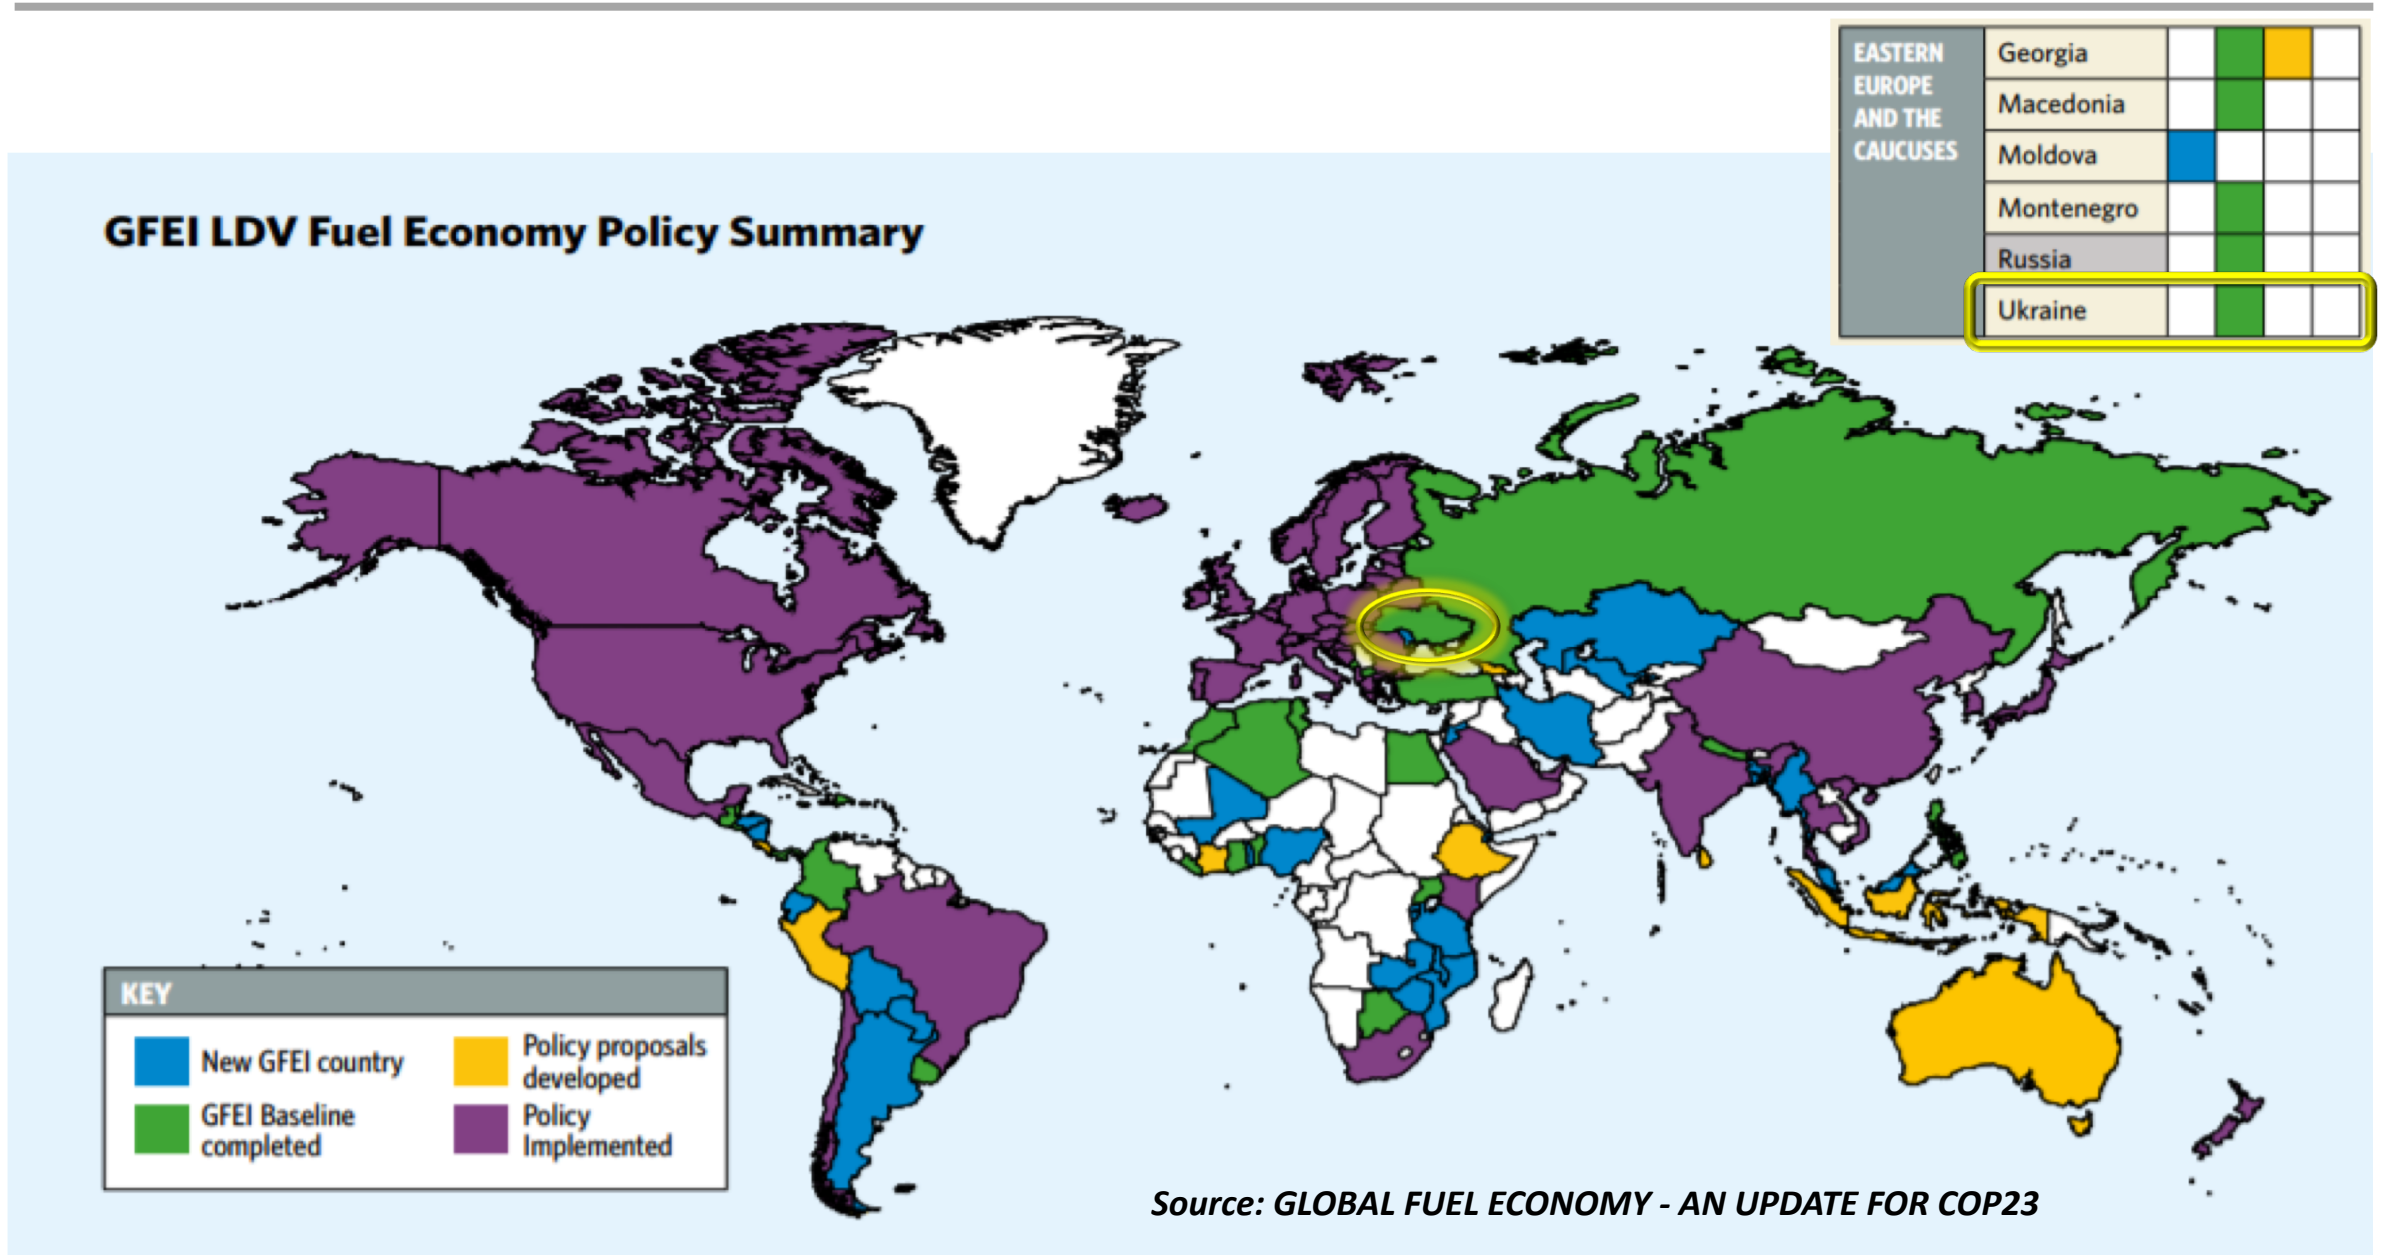 EASTERN
EUROPE
AND THE
CAUCUSES
Georgia
Macedonia
Moldova
Montenegro
Russia
Ukraine
GFEI LDV Fuel Economy Policy Summary
KEY
New GFEI country
GFEI Baseline
completed
Policy proposals
developed
Policy
Implemented
Source: GLOBAL FUEL ECONOMY - AN UPDATE FOR COP23